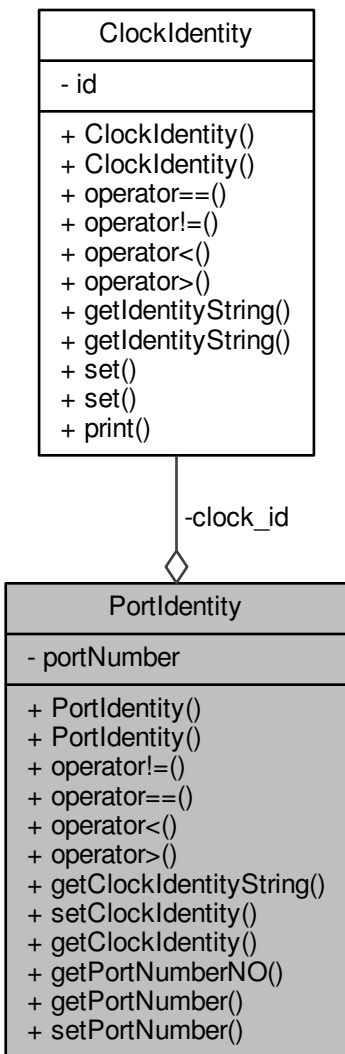 ClockIdentity
- id
+ ClockIdentity()
+ ClockIdentity()
+ operator==()
+ operator!=()
+ operator<()
+ operator>()
+ getIdentityString()
+ getIdentityString()
+ set()
+ set()
+ print()
-clock_id
PortIdentity
- portNumber
+ PortIdentity()
+ PortIdentity()
+ operator!=()
+ operator==()
+ operator<()
+ operator>()
+ getClockIdentityString()
+ setClockIdentity()
+ getClockIdentity()
+ getPortNumberNO()
+ getPortNumber()
+ setPortNumber()